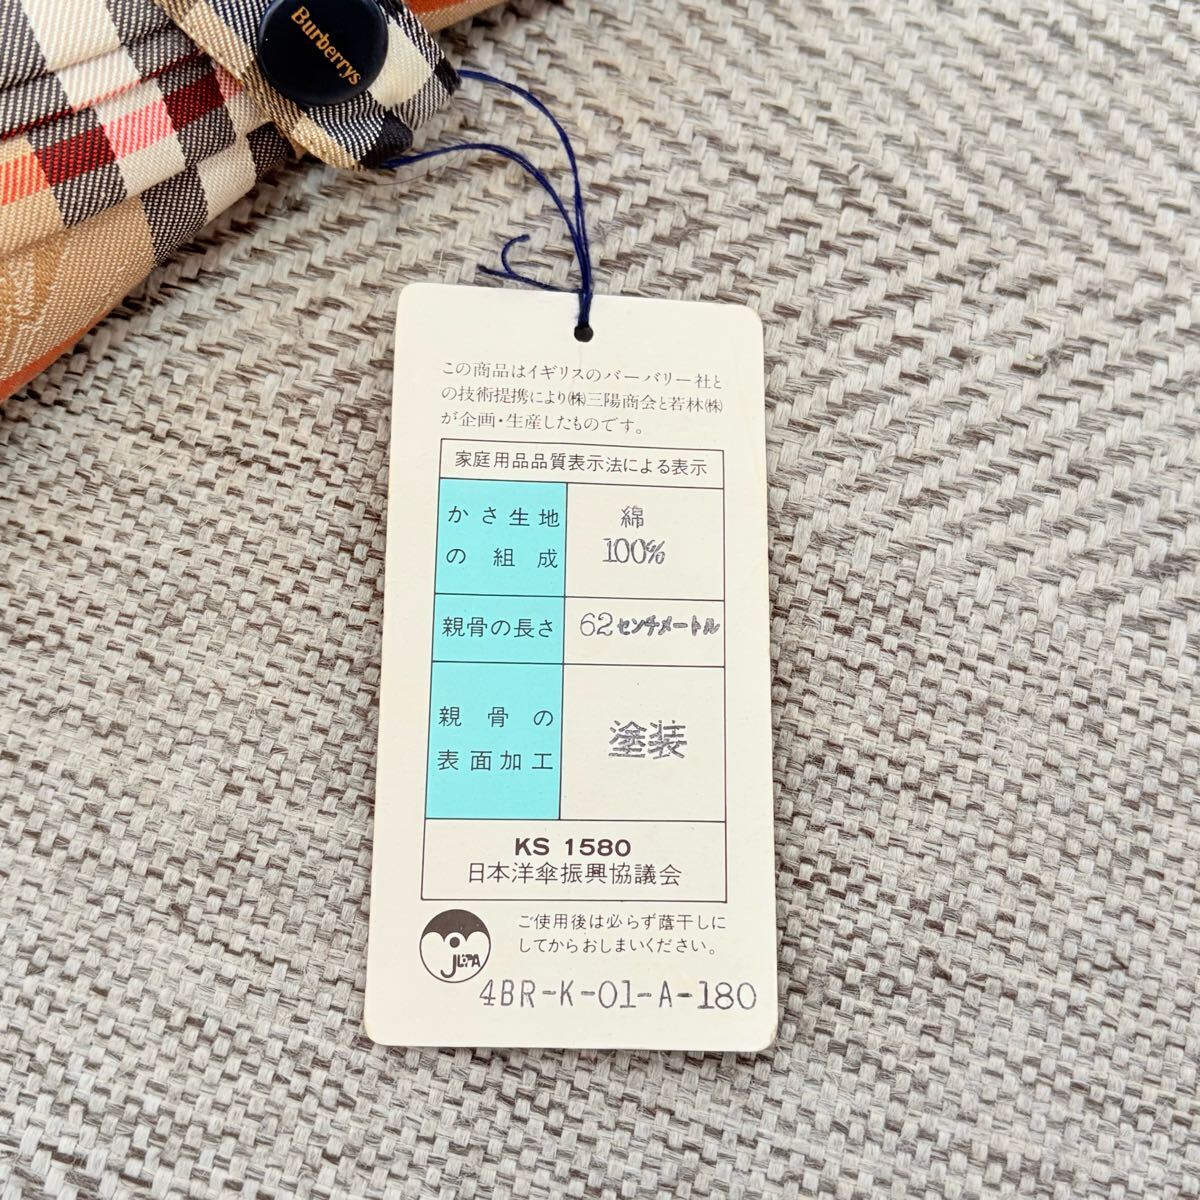 Burberrys
この商品はイギリスのバーバリー社と
の技術提携により㈱三陽商会と若林㈱
が企画・生産したものです。
家庭用品品質表示法による表示
かさ生地の組成 綿 100%
親骨の長さ 62センチメートル
親骨の表面加工 塗装
KS 1580
日本洋傘振興協議会
JUPA
ご使用後は必らず蔭干しに
してからおしまいください。
4BR-K-01-A-180